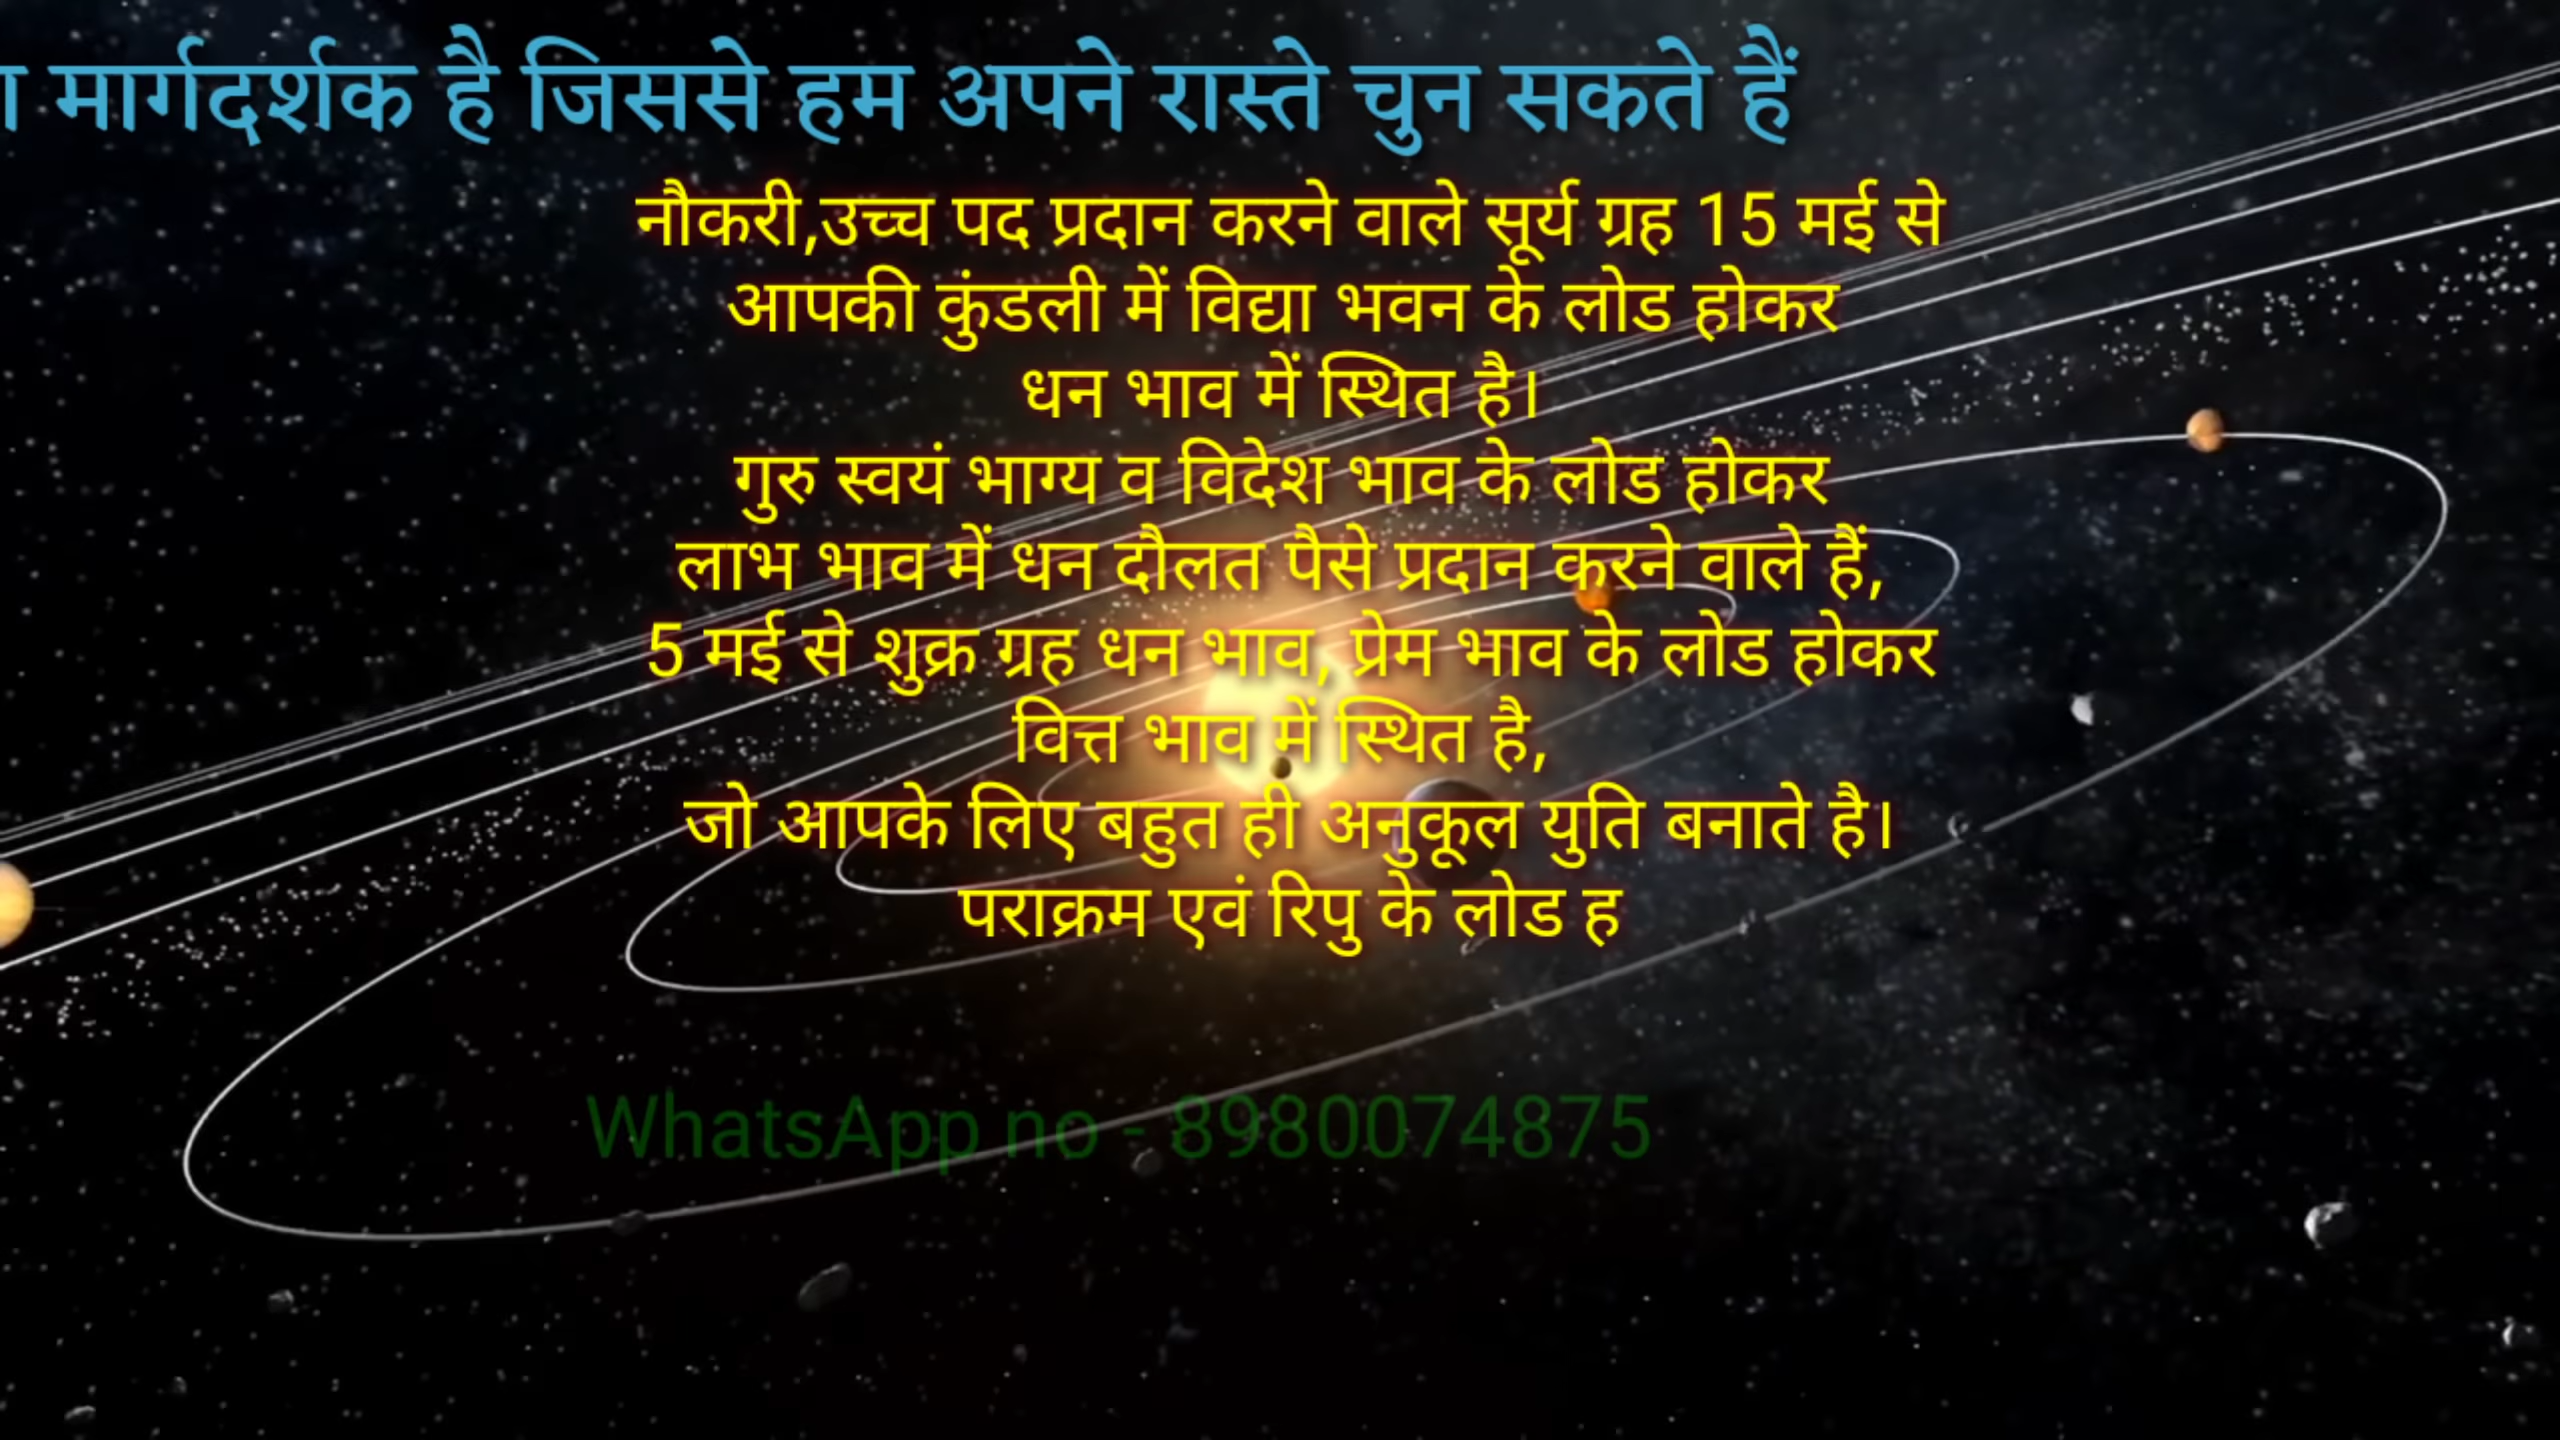 मार्गदर्शक है जिससे हम अपने रास्ते चुन सकते हैं
नौकरी,उच्च पद प्रदान करने वाले सूर्य ग्रह 15 मई से
आपकी कुंडली में विद्या भवन के लोड होकर
धन भाव में स्थित है।
गुरु स्वयं भाग्य व विदेश भाव के लोड होकर
लाभ भाव में धन दौलत पैसे प्रदान करने वाले हैं,
5 मई से शुक्र ग्रह धन भाव, प्रेम भाव के लोड होकर
वित्त भाव में स्थित है,
जो आपके लिए बहुत ही अनुकूल युति बनाते है।
पराक्रम एवं रिपु के लोड ह
WhatsApp no - 8980074875